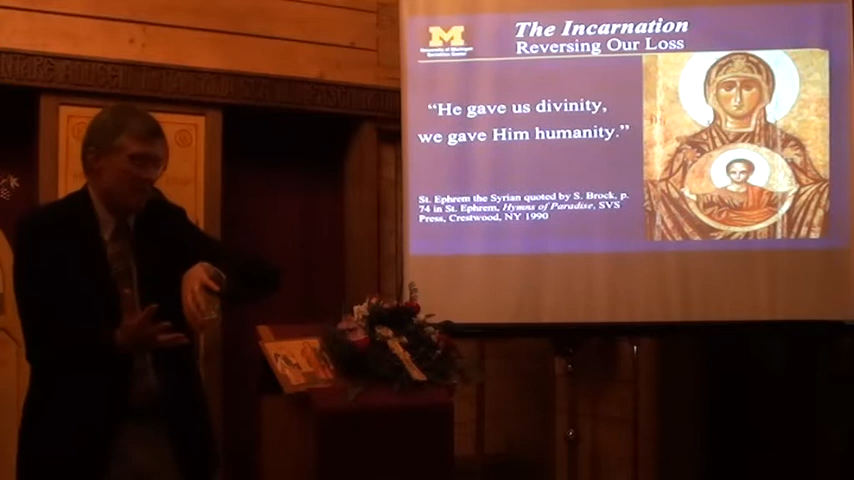 The Incarnation
Reversing Our Loss
M
“He gave us divinity,
we gave Him humanity.”
St. Ephrem the Syrian quoted by S. Brock, p.
74 in St. Ephrem, Hymns of Paradise, SVS
Press, Crestwood, NY 1990